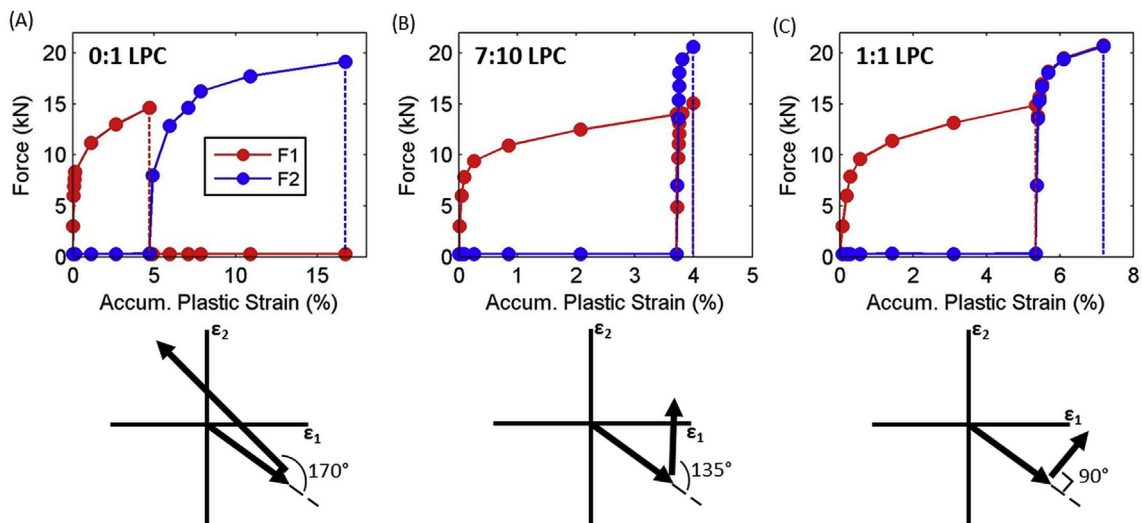 (A)
0:1 LPC
Force (kN)
20
15
10
5
0
F1
F2
0
5
10
15
Accum. Plastic Strain (%)
ε2
ε1
170°
(B)
7:10 LPC
Force (kN)
20
15
10
5
0
0
1
2
3
4
5
Accum. Plastic Strain (%)
ε2
ε1
135°
(C)
1:1 LPC
Force (kN)
20
15
10
5
0
0
2
4
6
8
Accum. Plastic Strain (%)
ε2
ε1
90°